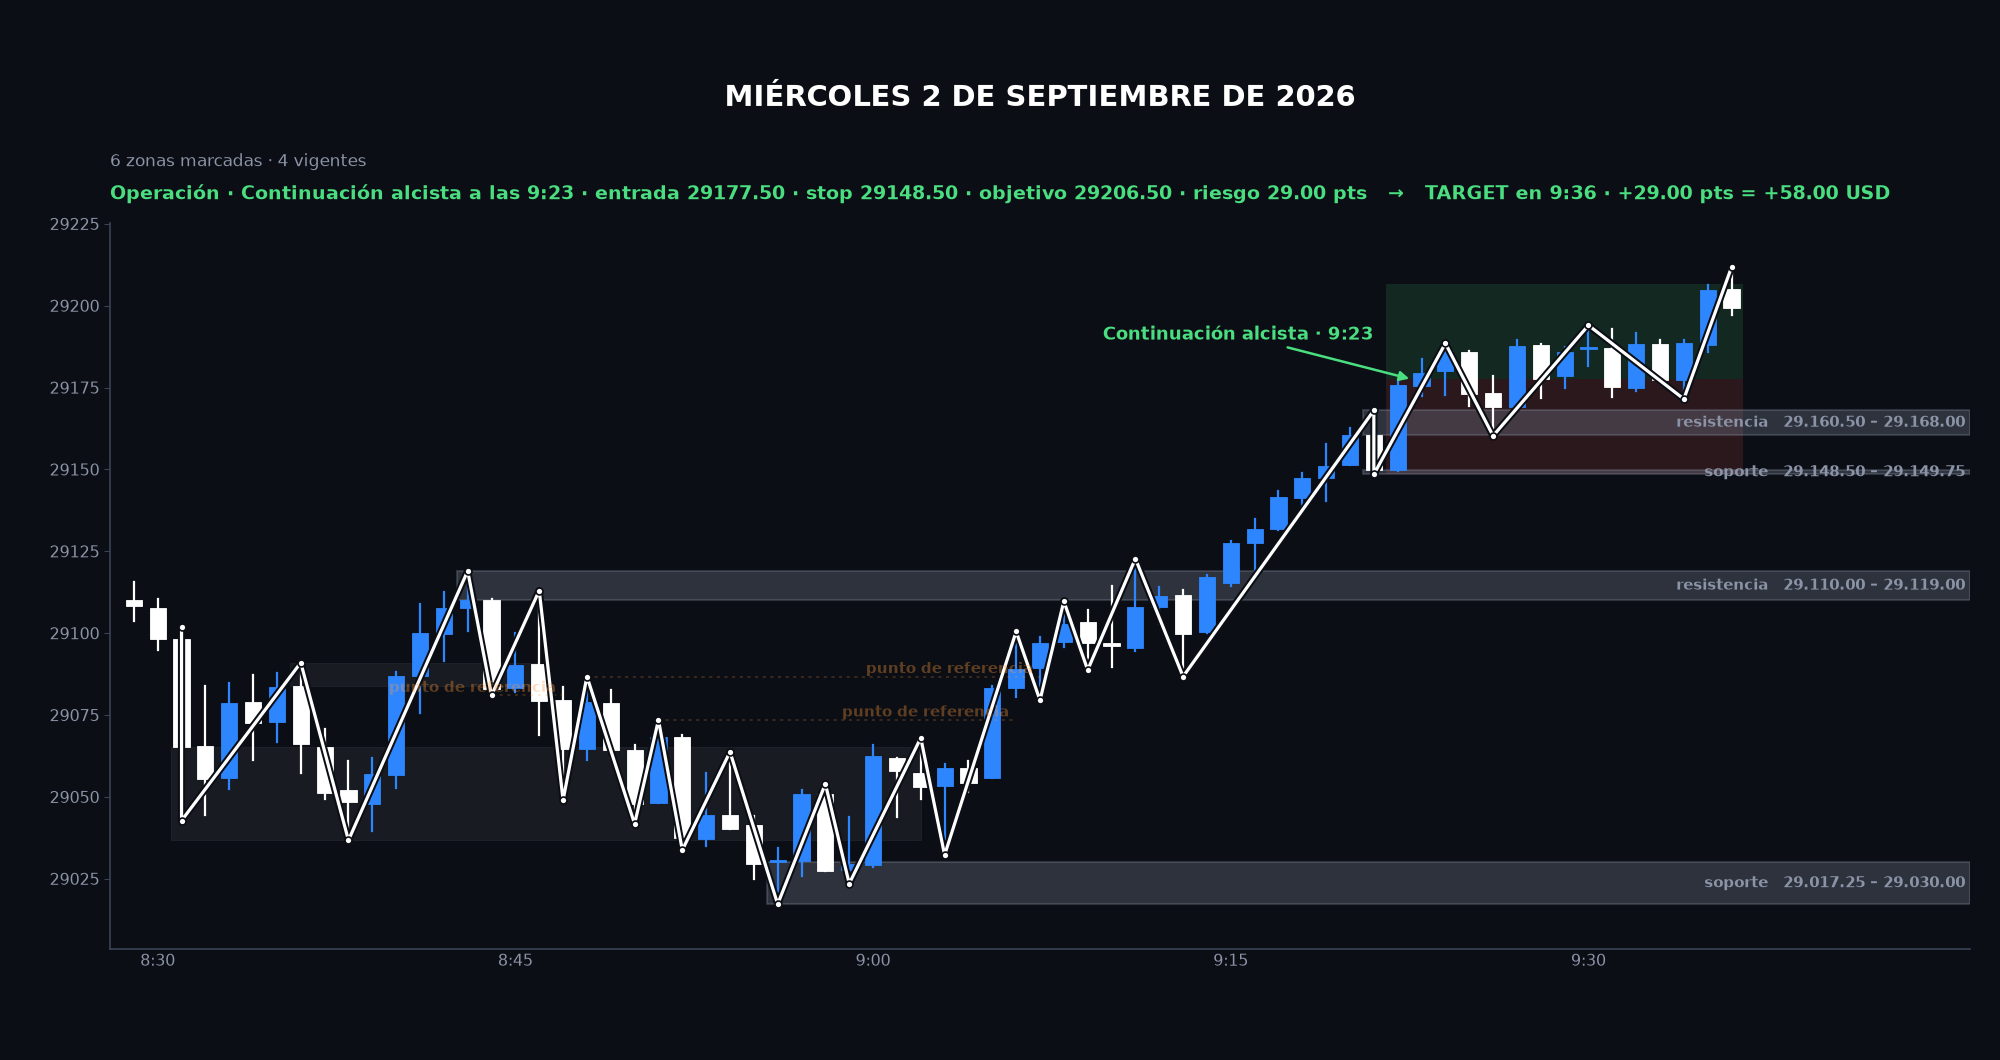 MIÉRCOLES 2 DE SEPTIEMBRE DE 2026
6 zonas marcadas · 4 vigentes
Operación · Continuación alcista a las 9:23 · entrada 29177.50 · stop 29148.50 · objetivo 29206.50 · riesgo 29.00 pts → TARGET en 9:36 · +29.00 pts = +58.00 USD
29225
29200
Continuación alcista · 9:23
29175
resistencia 29.160.50 – 29.168.00
29150
soporte 29.148.50 – 29.149.75
29125
resistencia 29.110.00 – 29.119.00
29100
punto de referencia
punto de referencia
29075
punto de referencia
29050
29025
soporte 29.017.25 – 29.030.00
8:30
8:45
9:00
9:15
9:30